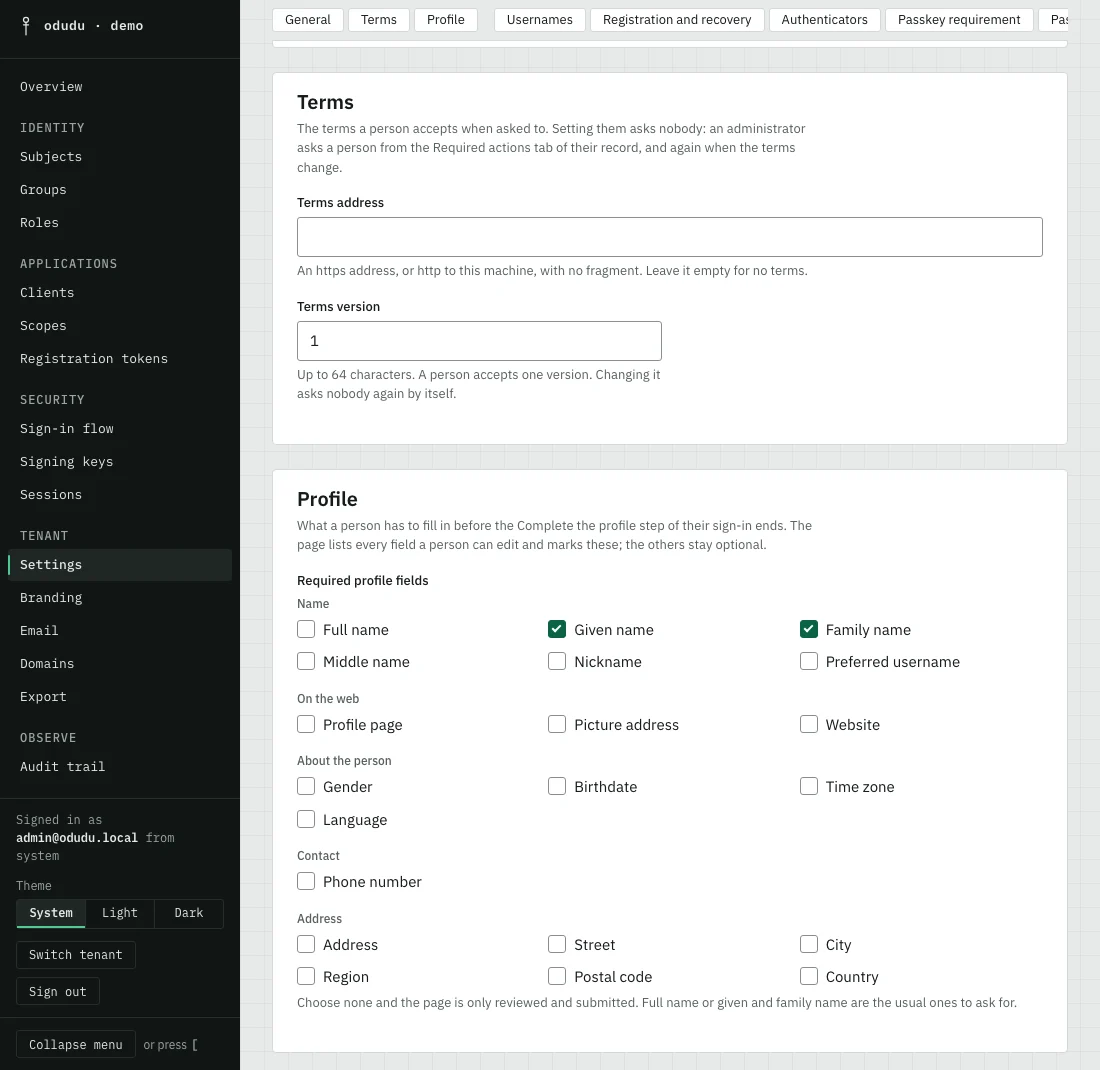 odudu · demo
Overview
IDENTITY
Subjects
Groups
Roles
APPLICATIONS
Clients
Scopes
Registration tokens
SECURITY
Sign-in flow
Signing keys
Sessions
TENANT
Settings
Branding
Email
Domains
Export
OBSERVE
Audit trail
Signed in as
admin@odudu.local from
system
Theme
System Light Dark
Switch tenant
Sign out
Collapse menu or press [
General Terms Profile Usernames Registration and recovery Authenticators Passkey requirement
Terms
The terms a person accepts when asked to. Setting them asks nobody: an administrator
asks a person from the Required actions tab of their record, and again when the terms
change.
Terms address
An https address, or http to this machine, with no fragment. Leave it empty for no terms.
Terms version
1
Up to 64 characters. A person accepts one version. Changing it
asks nobody again by itself.
Profile
What a person has to fill in before the Complete the profile step of their sign-in ends. The
page lists every field a person can edit and marks these; the others stay optional.
Required profile fields
Name
Full name Given name Family name
Middle name Nickname Preferred username
On the web
Profile page Picture address Website
About the person
Gender Birthdate Time zone
Language
Contact
Phone number
Address
Address Street City
Region Postal code Country
Choose none and the page is only reviewed and submitted. Full name or given and family name are the usual ones to ask for.